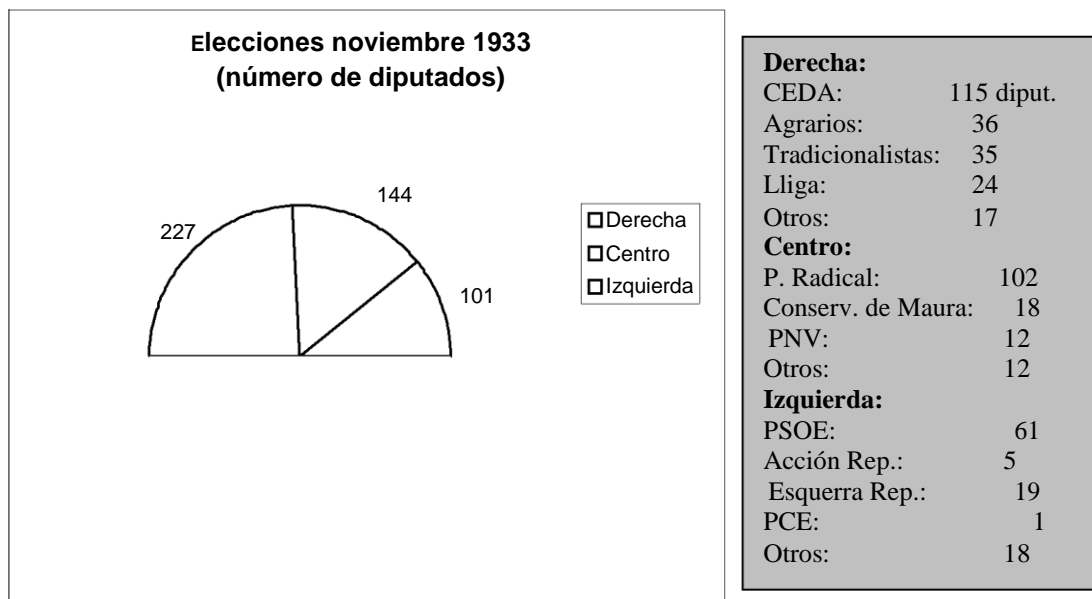 Elecciones noviembre 1933
(número de diputados)
227
144
101
Derecha
Centro
Izquierda
Derecha:
CEDA: 115 diput.
Agrarios: 36
Tradicionalistas: 35
Lliga: 24
Otros: 17
Centro:
P. Radical: 102
Conserv. de Maura: 18
PNV: 12
Otros: 12
Izquierda:
PSOE: 61
Acción Rep.: 5
Esquerra Rep.: 19
PCE: 1
Otros: 18